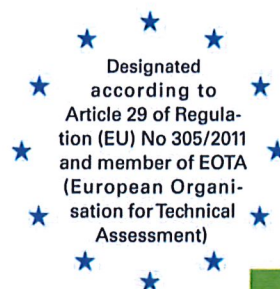 Designated
according to
Article 29 of Regula-
tion (EU) No 305/2011
and member of EOTA
(European Organi-
sation for Technical
Assessment)